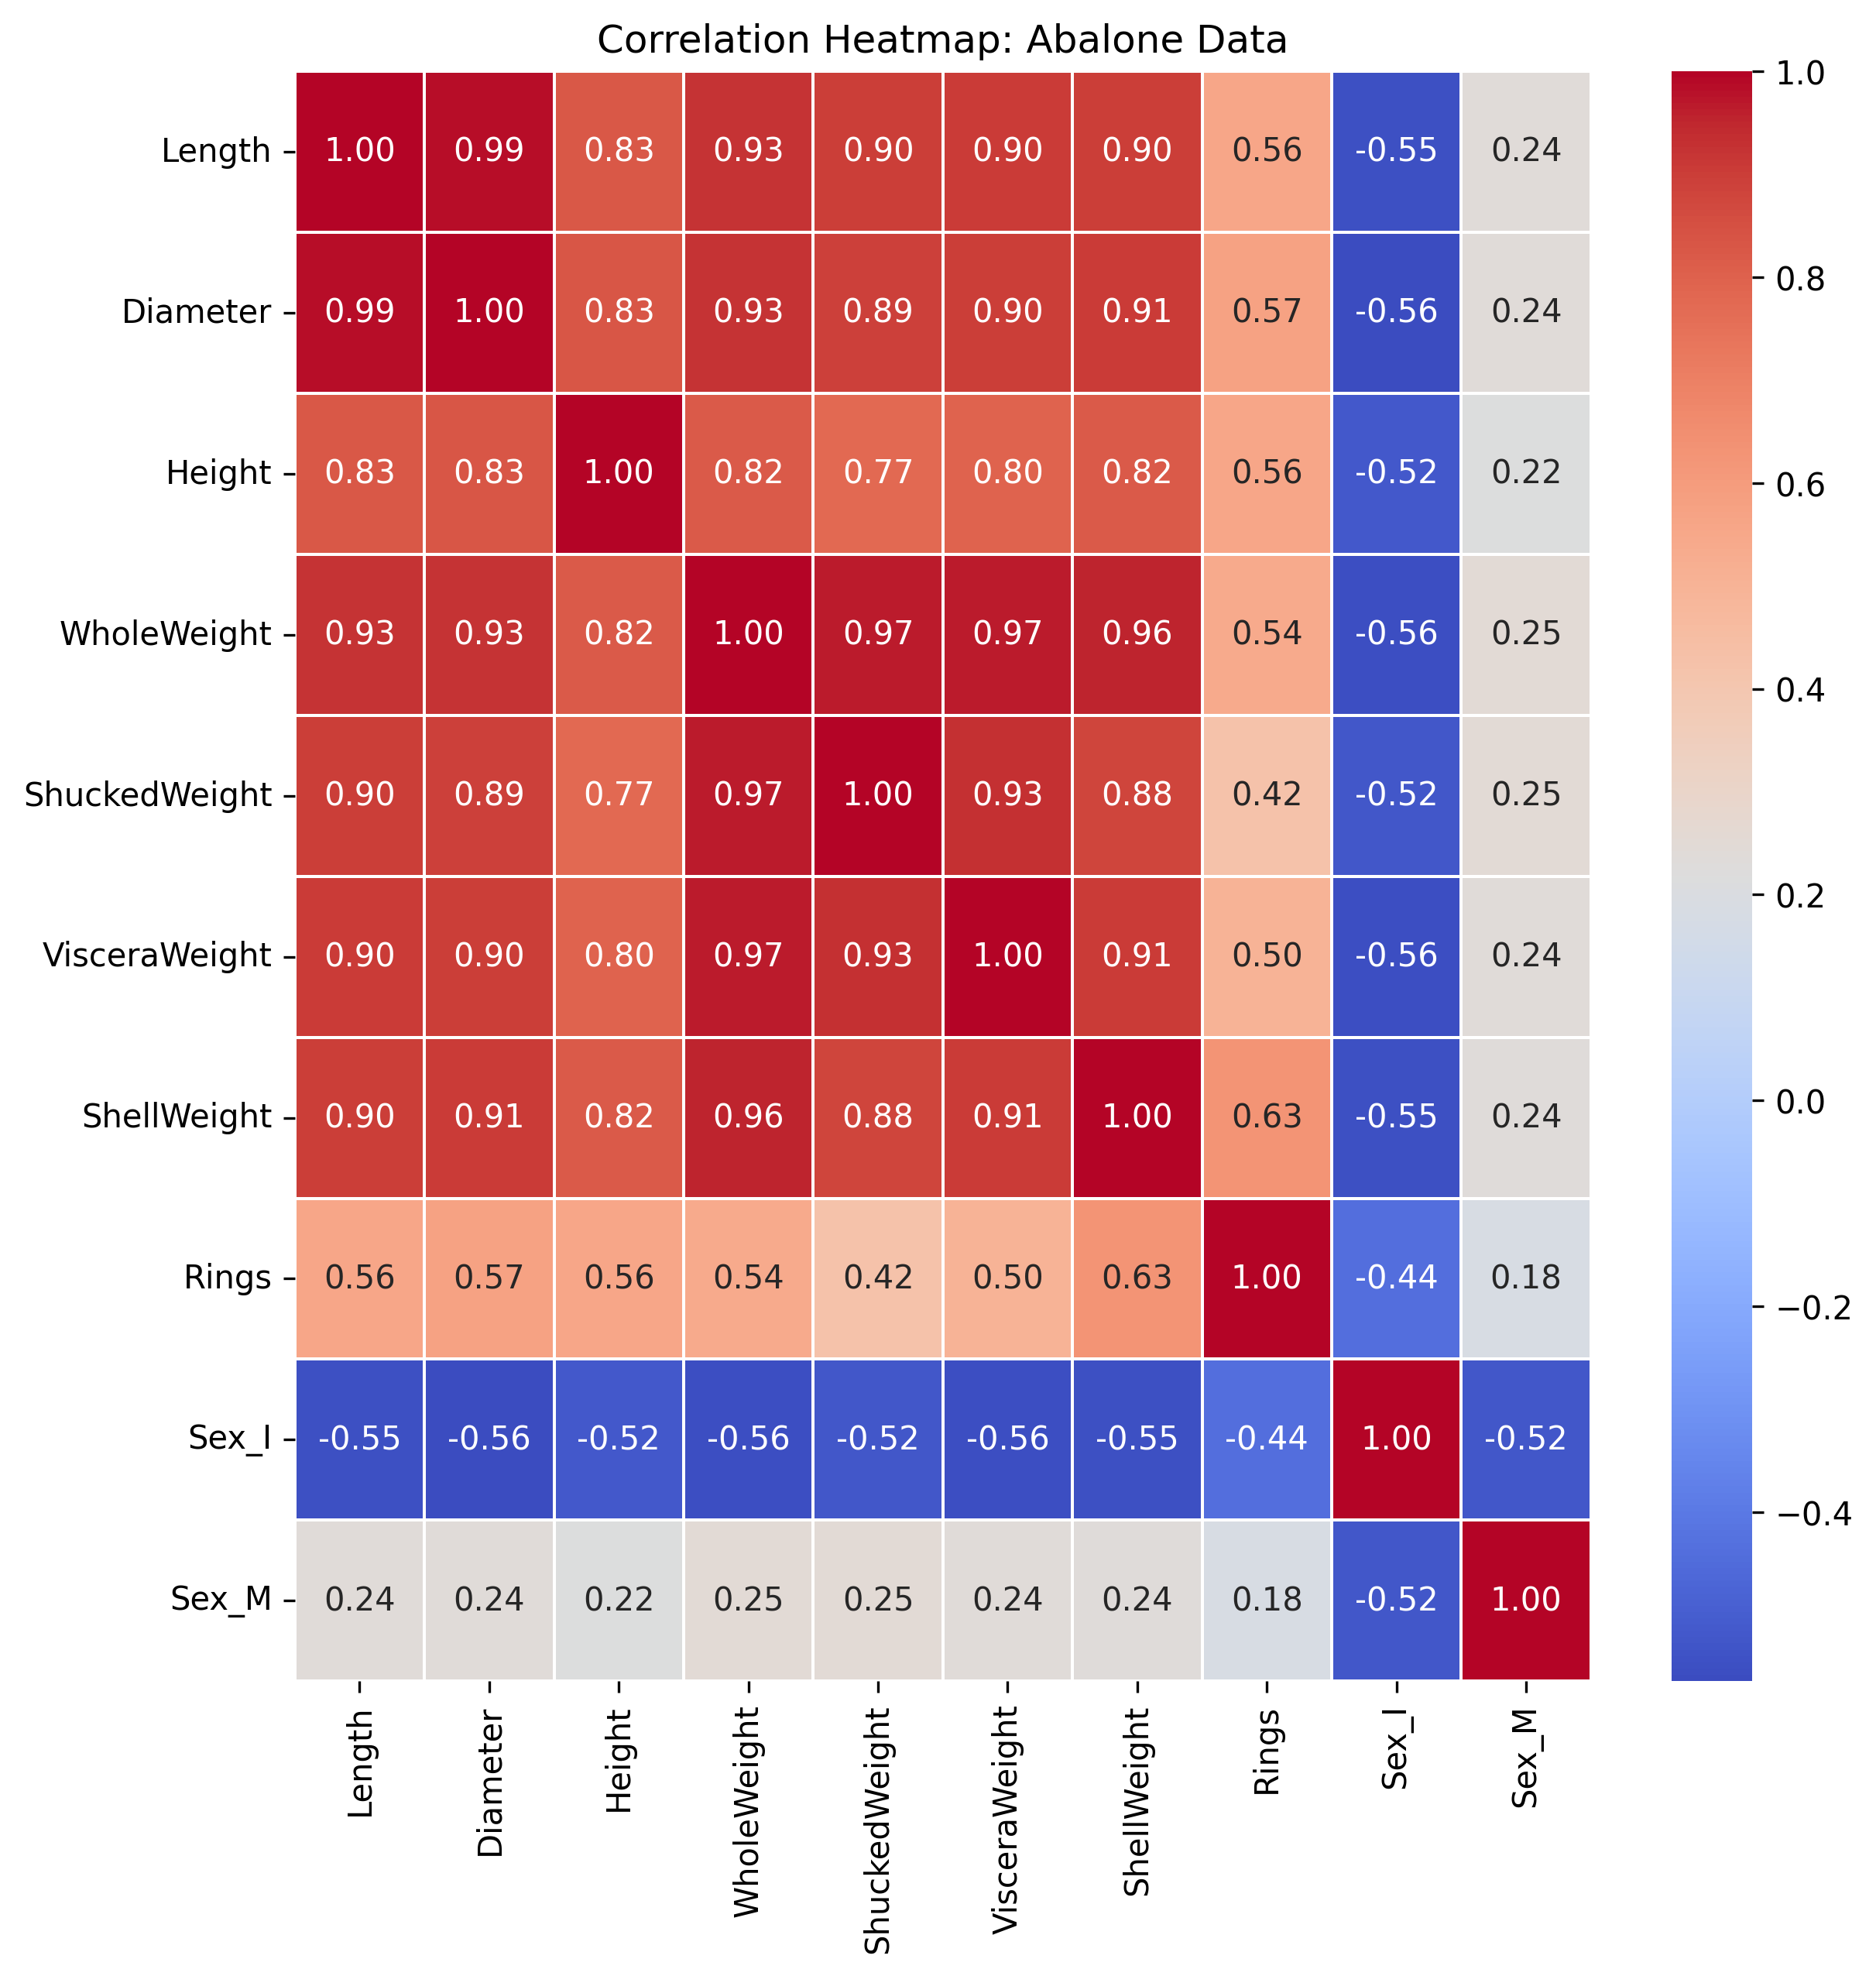 Correlation Heatmap: Abalone Data
Length 1.00 0.99 0.83 0.93 0.90 0.90 0.90 0.56 -0.55 0.24
Diameter 0.99 1.00 0.83 0.93 0.89 0.90 0.91 0.57 -0.56 0.24
Height 0.83 0.83 1.00 0.82 0.77 0.80 0.82 0.56 -0.52 0.22
WholeWeight 0.93 0.93 0.82 1.00 0.97 0.97 0.96 0.54 -0.56 0.25
ShuckedWeight 0.90 0.89 0.77 0.97 1.00 0.93 0.88 0.42 -0.52 0.25
VisceraWeight 0.90 0.90 0.80 0.97 0.93 1.00 0.91 0.50 -0.56 0.24
ShellWeight 0.90 0.91 0.82 0.96 0.88 0.91 1.00 0.63 -0.55 0.24
Rings 0.56 0.57 0.56 0.54 0.42 0.50 0.63 1.00 -0.44 0.18
Sex_I -0.55 -0.56 -0.52 -0.56 -0.52 -0.56 -0.55 -0.44 1.00 -0.52
Sex_M 0.24 0.24 0.22 0.25 0.25 0.24 0.24 0.18 -0.52 1.00
Length Diameter Height WholeWeight ShuckedWeight VisceraWeight ShellWeight Rings Sex_I Sex_M
1.0
0.8
0.6
0.4
0.2
0.0
−0.2
−0.4